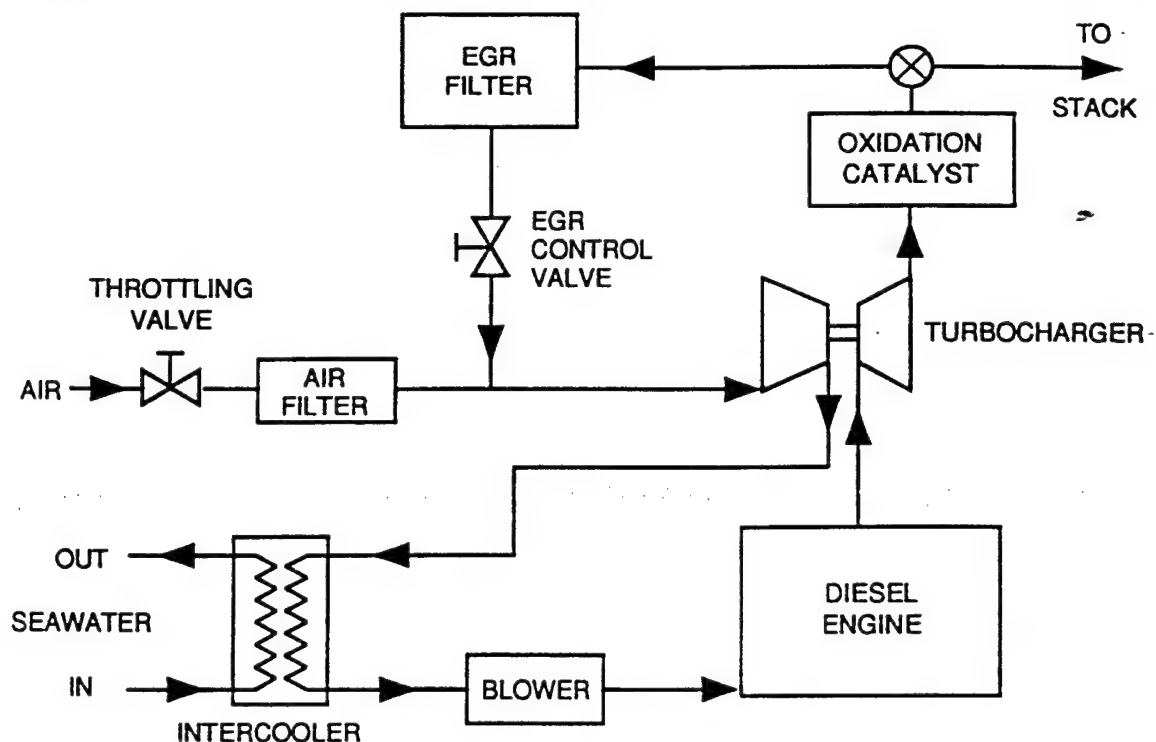 EGR
FILTER
TO
STACK
OXIDATION
CATALYST
EGR
CONTROL
VALVE
THROTTLING
VALVE
TURBOCHARGER
AIR
AIR
FILTER
OUT
SEAWATER
IN
INTERCOOLER
BLOWER
DIESEL
ENGINE